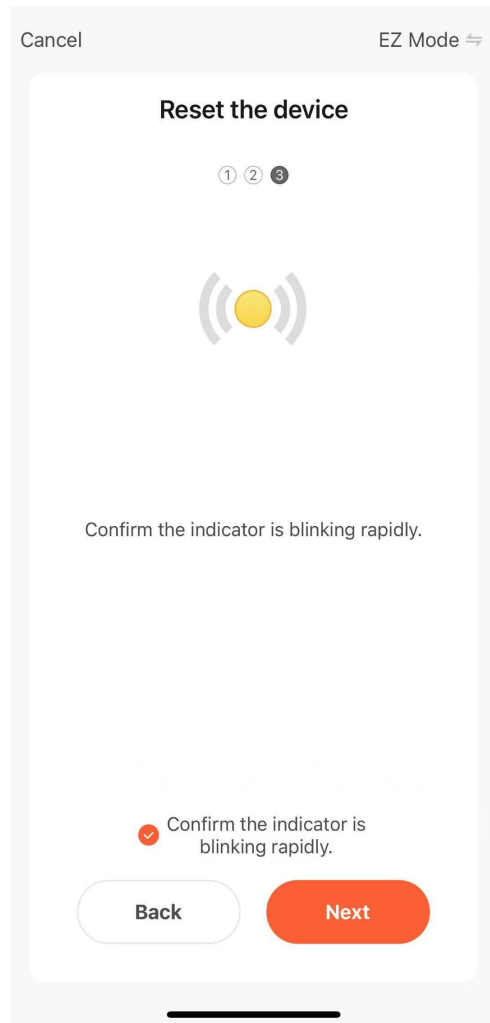 Cancel
EZ Mode ⇋
Reset the device
1 2 3
Confirm the indicator is blinking rapidly.
Confirm the indicator is
blinking rapidly.
Back
Next